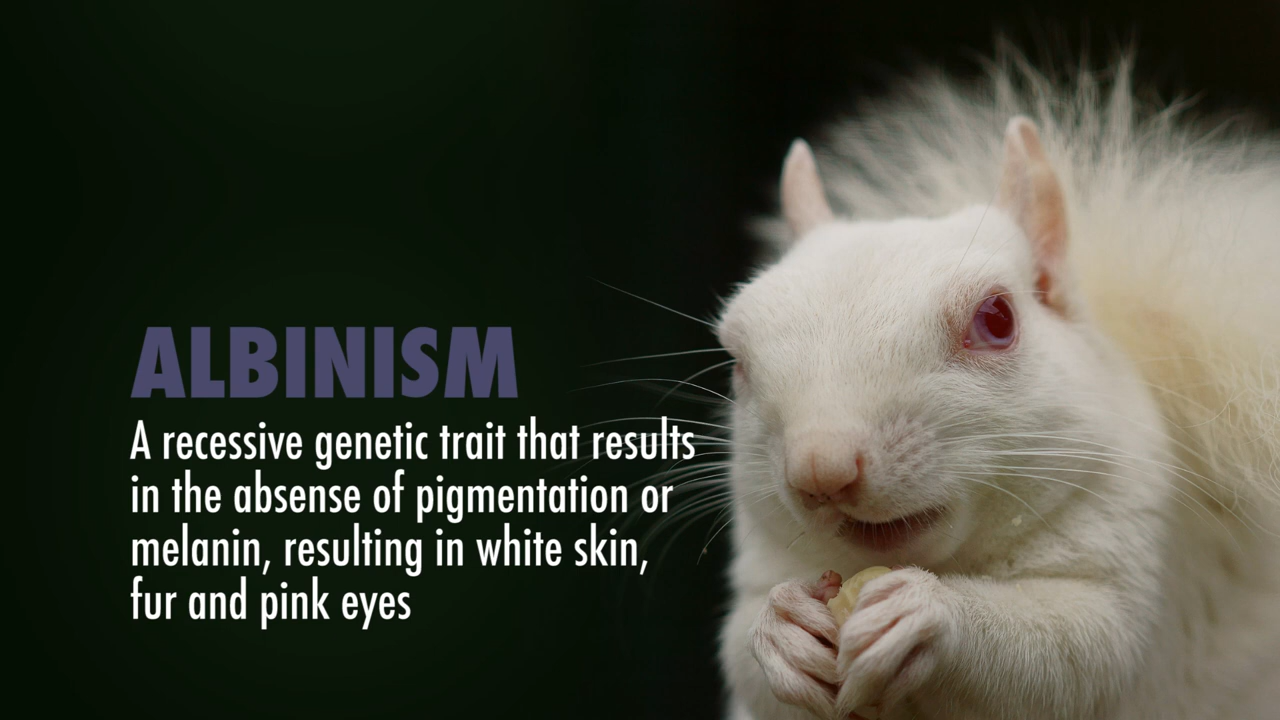 ALBINISM
A recessive genetic trait that results
in the absense of pigmentation or
melanin, resulting in white skin,
fur and pink eyes